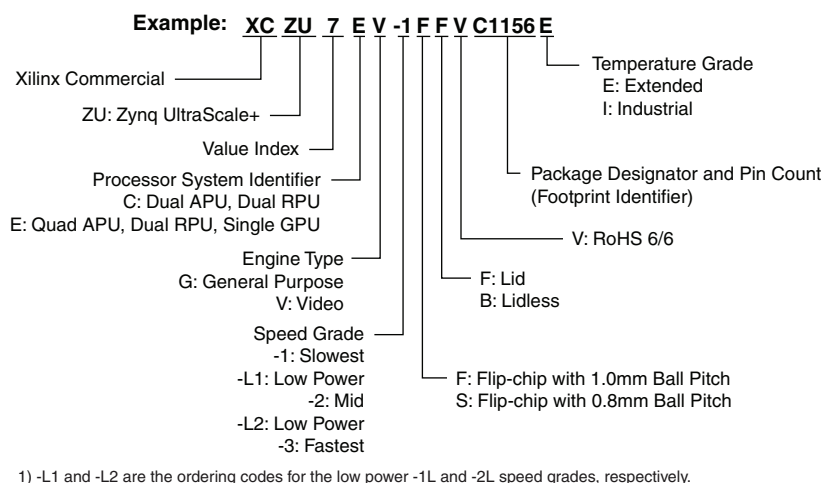 Example: XC ZU 7 E V -1 F F V C1156 E
Xilinx Commercial
ZU: Zynq UltraScale+
Value Index
Processor System Identifier
C: Dual APU, Dual RPU
E: Quad APU, Dual RPU, Single GPU
Engine Type
G: General Purpose
V: Video
Speed Grade
-1: Slowest
-L1: Low Power
-2: Mid
-L2: Low Power
-3: Fastest
Temperature Grade
E: Extended
I: Industrial
Package Designator and Pin Count
(Footprint Identifier)
V: RoHS 6/6
F: Lid
B: Lidless
F: Flip-chip with 1.0mm Ball Pitch
S: Flip-chip with 0.8mm Ball Pitch
1) -L1 and -L2 are the ordering codes for the low power -1L and -2L speed grades, respectively.